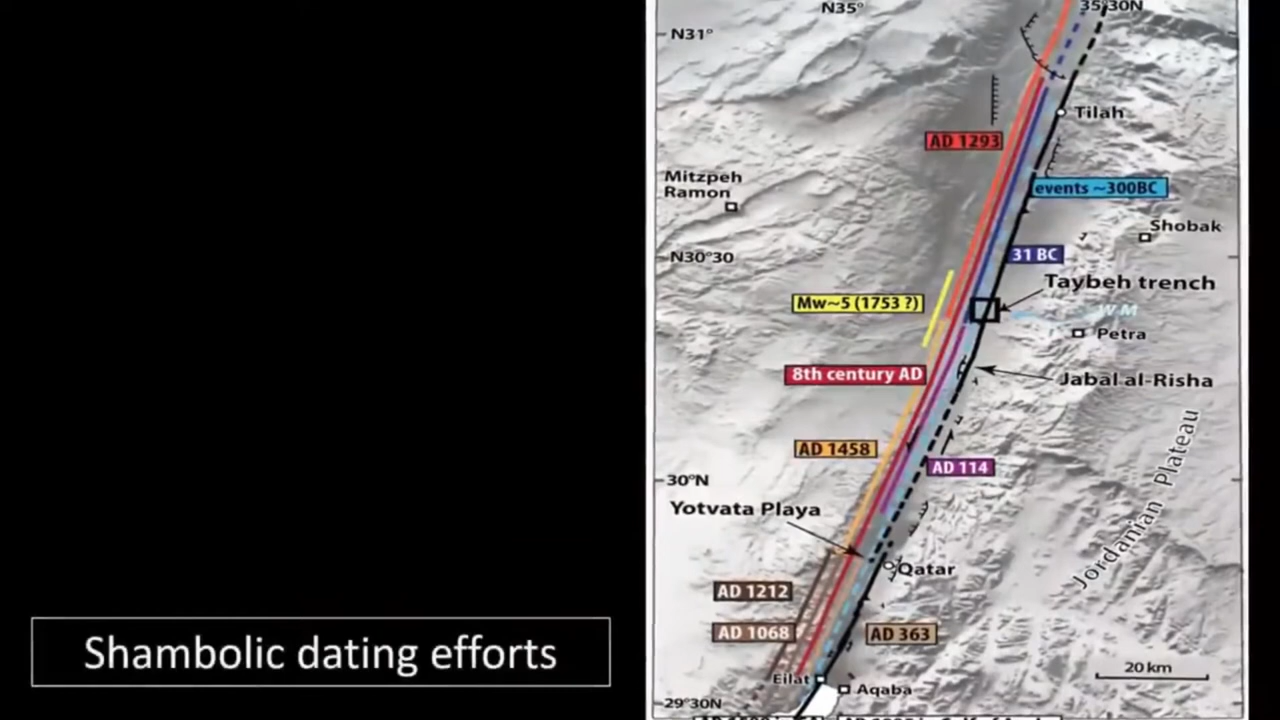 N35°
35°30N
N31°
Tilah
AD 1293
Mitzpeh
Ramon
events ~300BC
Shobak
N30°30
31 BC
Taybeh trench
Mw~5 (1753 ?)
W M
Petra
8th century AD
Jabal al-Risha
AD 1458
AD 114
30°N
Yotvata Playa
Jordanian Plateau
Qatar
AD 1212
AD 1068
AD 363
Shambolic dating efforts
20 km
Eilat
Aqaba
29°30N